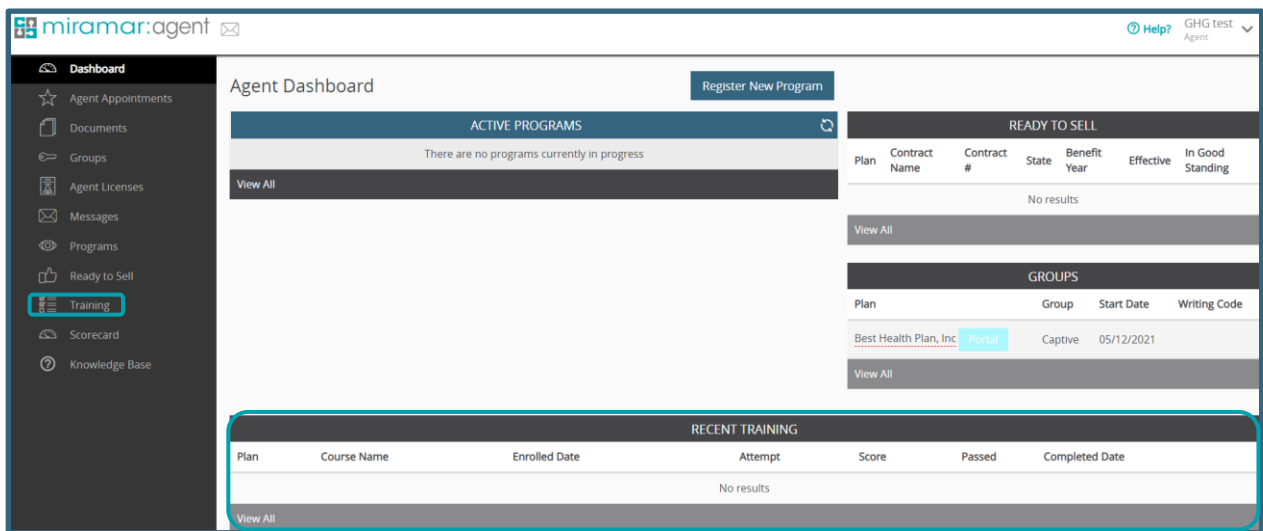 miramar:agent
Help?
GHG test
Agent
Dashboard
Agent Appointments
Documents
Groups
Agent Licenses
Messages
Programs
Ready to Sell
Training
Scorecard
Knowledge Base
Agent Dashboard
Register New Program
ACTIVE PROGRAMS
There are no programs currently in progress
View All
READY TO SELL
Plan Contract Name Contract # State Benefit Year Effective In Good Standing
No results
View All
GROUPS
Plan Group Start Date Writing Code
Best Health Plan, Inc Portal Captive 05/12/2021
View All
RECENT TRAINING
Plan Course Name Enrolled Date Attempt Score Passed Completed Date
No results
View All